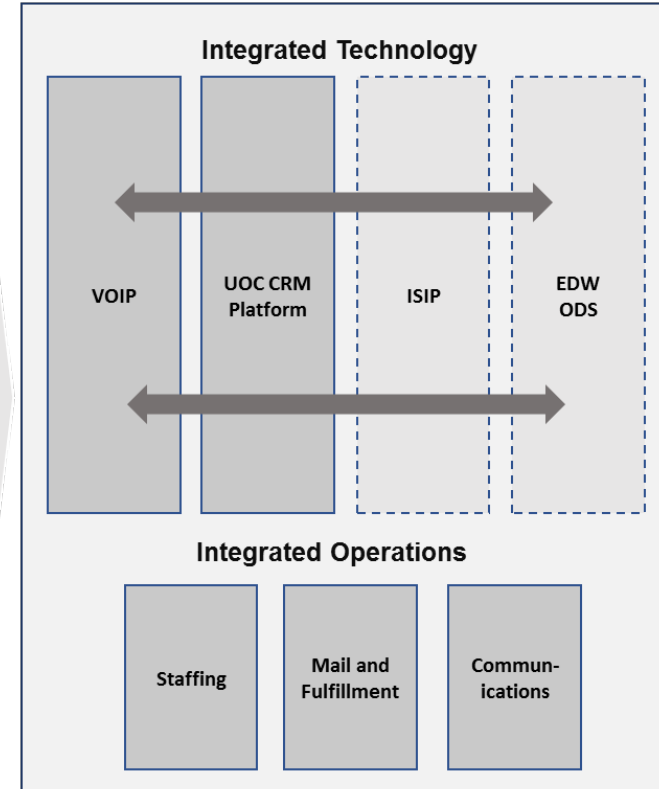 Integrated Technology
VOIP
UOC CRM
Platform
ISIP
EDW
ODS
Integrated Operations
Staffing
Mail and
Fulfillment
Commun-
ications